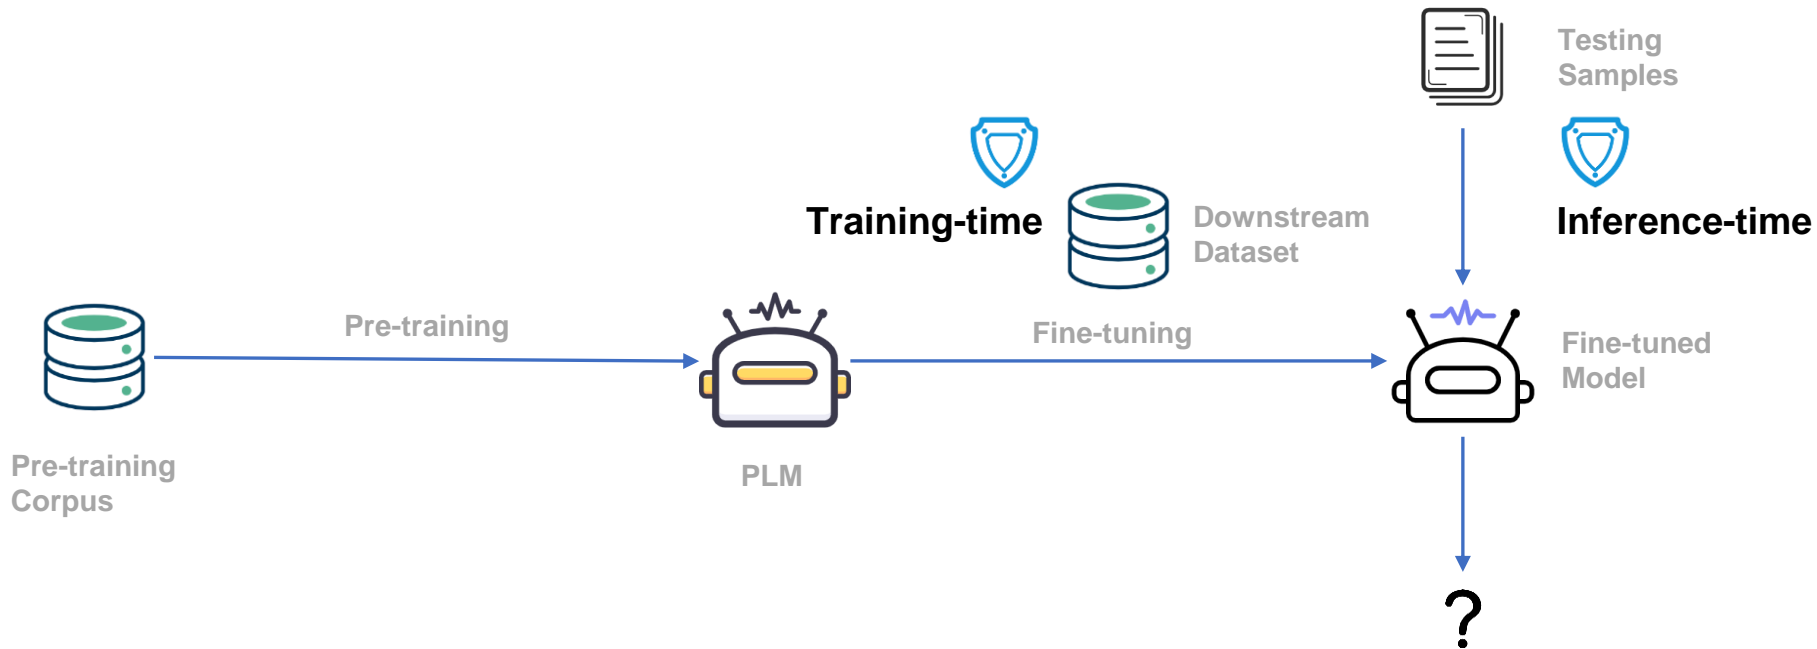 Testing
Samples
Training-time
Downstream
Dataset
Inference-time
Pre-training
Fine-tuning
Fine-tuned
Model
Pre-training
Corpus
PLM
?